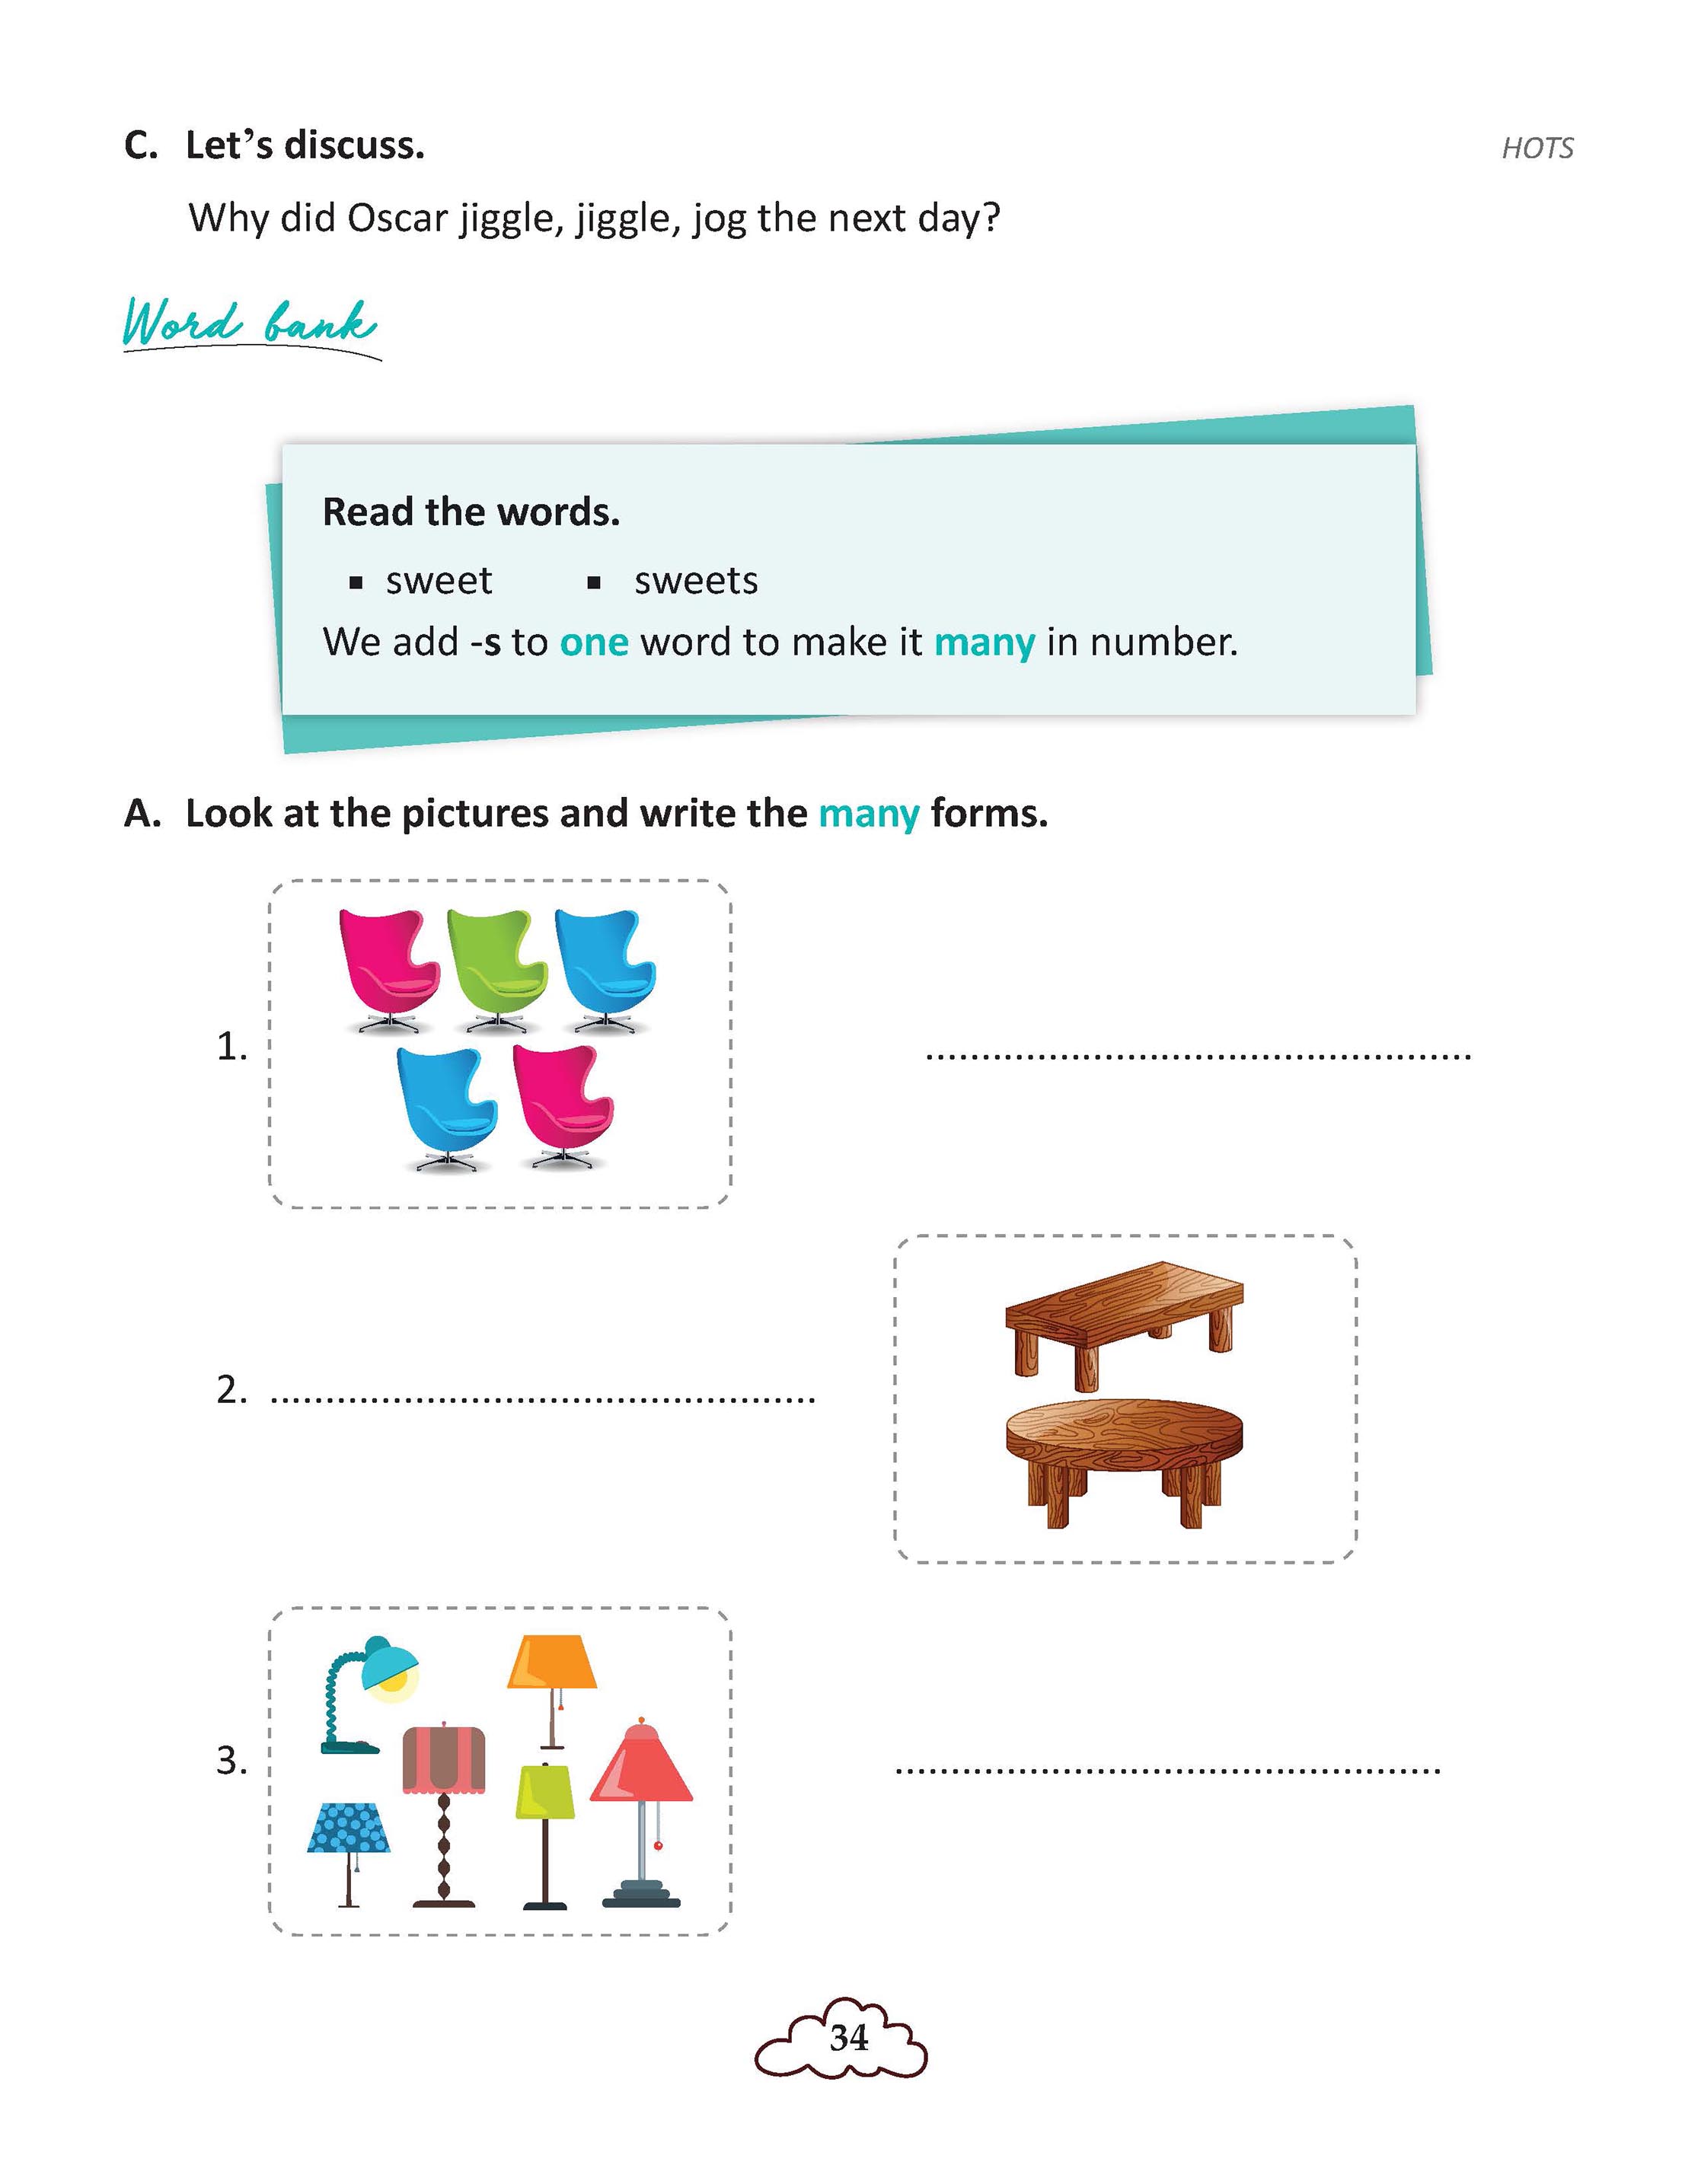 C. Let’s discuss. HOTS
Why did Oscar jiggle, jiggle, jog the next day?
Word bank
Read the words.
▪ sweet ▪ sweets
We add -s to one word to make it many in number.
A. Look at the pictures and write the many forms.
1. ................................................
2. ................................................
3. ................................................
34